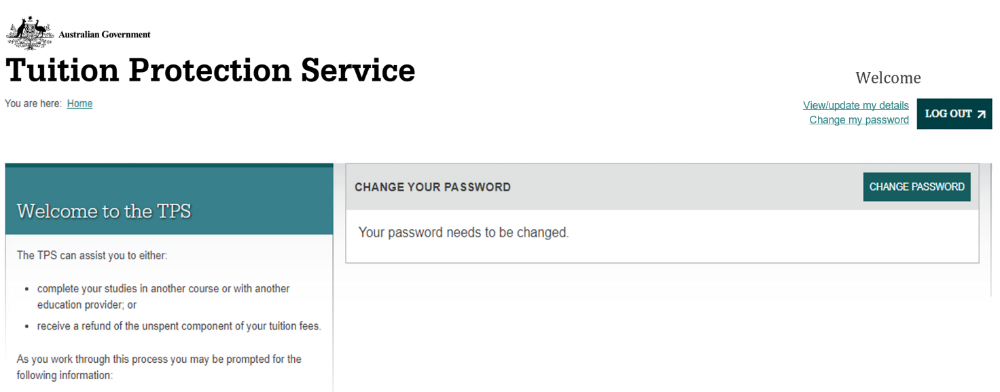 Australian Government
Tuition Protection Service
Welcome
You are here: Home
View/update my details
Change my password
LOG OUT
Welcome to the TPS
The TPS can assist you to either:
• complete your studies in another course or with another
education provider; or
• receive a refund of the unspent component of your tuition fees.
As you work through this process you may be prompted for the
following information:
CHANGE YOUR PASSWORD
CHANGE PASSWORD
Your password needs to be changed.